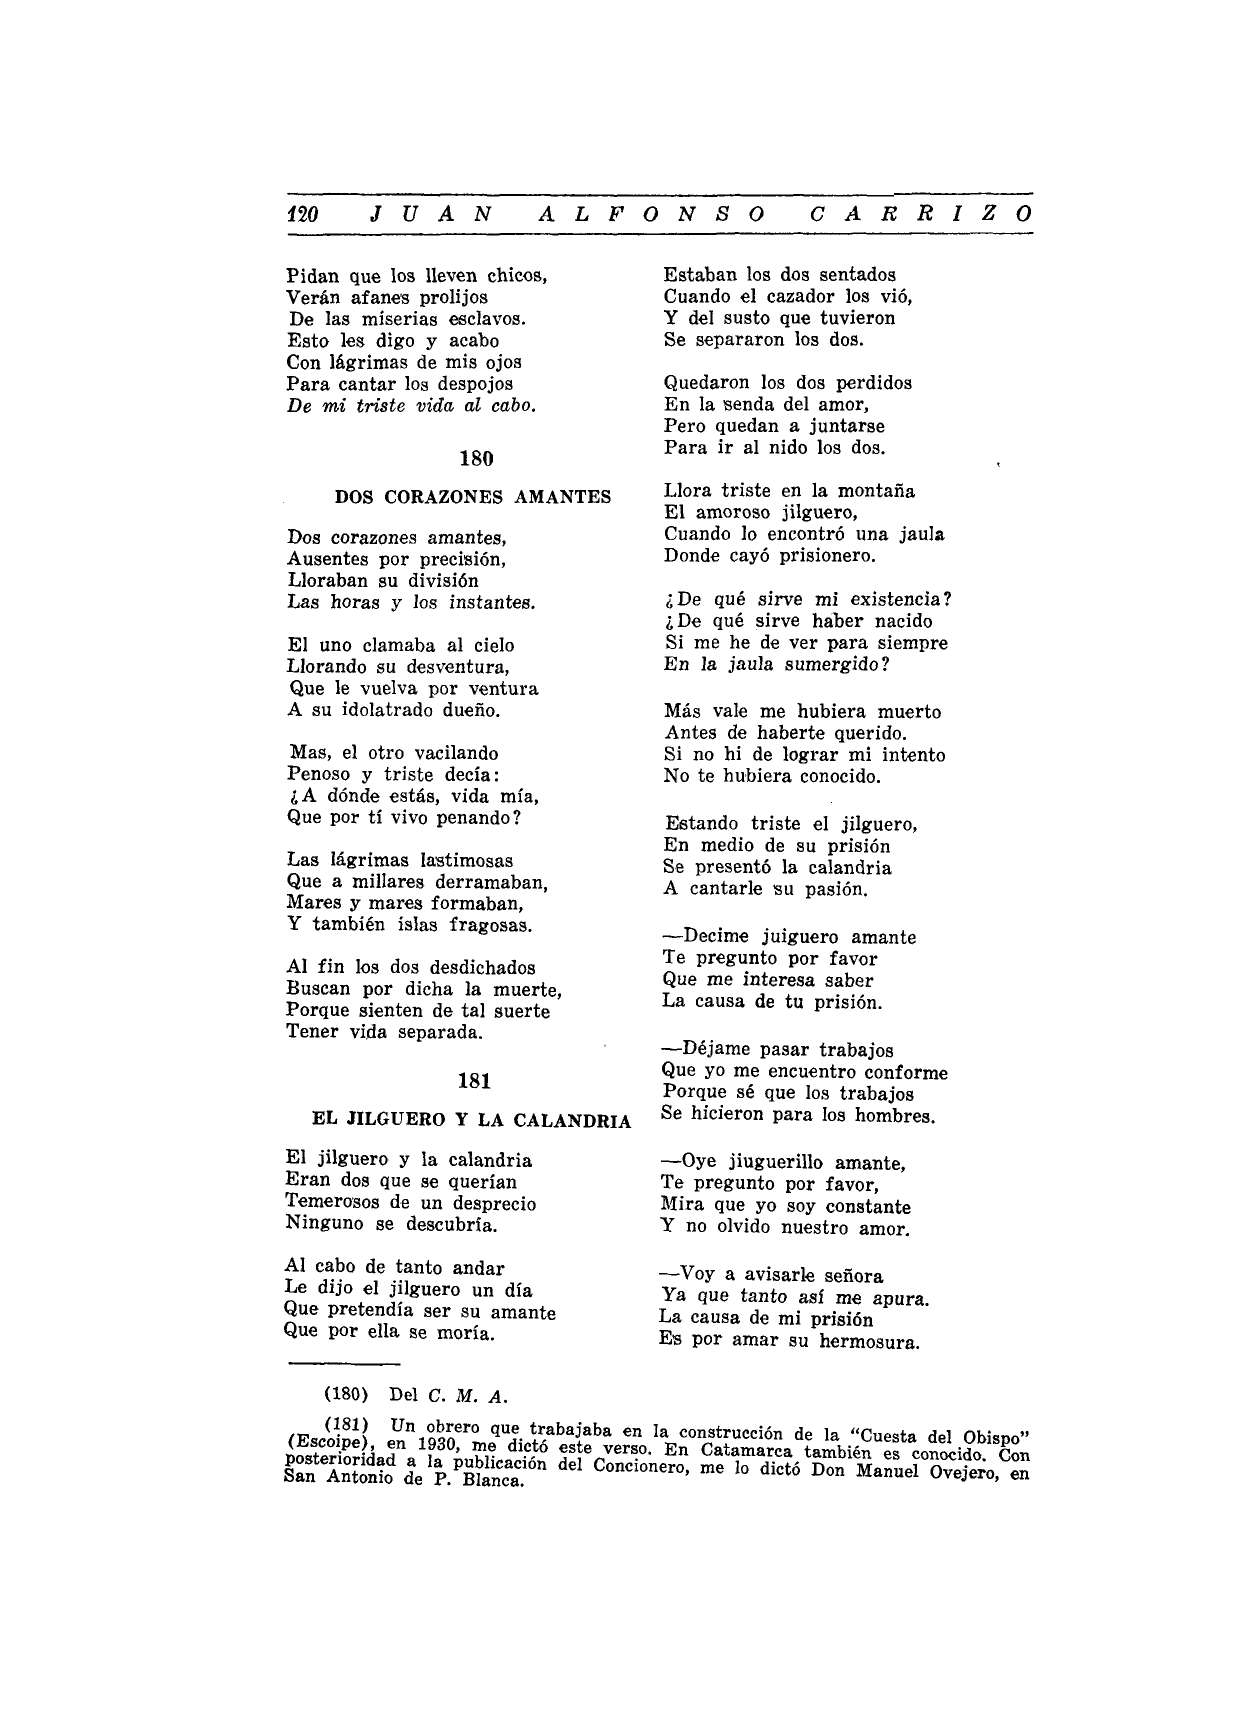 120 JUAN ALFONSO CARRIZO
Pidan que los lleven chicos,
Verán afanes prolijos
De las miserias esclavos.
Esto les digo y acabo
Con lágrimas de mis ojos
Para cantar los despojos
De mi triste vida al cabo.
180
DOS CORAZONES AMANTES
Dos corazones amantes,
Ausentes por precisión,
Lloraban su división
Las horas y los instantes.
El uno clamaba al cielo
Llorando su desventura,
Que le vuelva por ventura
A su idolatrado dueño.
Mas, el otro vacilando
Penoso y triste decía:
¿A dónde estás, vida mía,
Que por tí vivo penando?
Las lágrimas lastimosas
Que a millares derramaban,
Mares y mares formaban,
Y también islas fragosas.
Al fin los dos desdichados
Buscan por dicha la muerte,
Porque sienten de tal suerte
Tener vida separada.
181
EL JILGUERO Y LA CALANDRIA
El jilguero y la calandria
Eran dos que se querían
Temerosos de un desprecio
Ninguno se descubría.
Al cabo de tanto andar
Le dijo el jilguero un día
Que pretendía ser su amante
Que por ella se moría.
Estaban los dos sentados
Cuando el cazador los vió,
Y del susto que tuvieron
Se separaron los dos.
Quedaron los dos perdidos
En la senda del amor,
Pero quedan a juntarse
Para ir al nido los dos.
Llora triste en la montaña
El amoroso jilguero,
Cuando lo encontró una jaula
Donde cayó prisionero.
¿De qué sirve mi existencia?
¿De qué sirve haber nacido
Si me he de ver para siempre
En la jaula sumergido?
Más vale me hubiera muerto
Antes de haberte querido.
Si no hi de lograr mi intento
No te hubiera conocido.
Estando triste el jilguero,
En medio de su prisión
Se presentó la calandria
A cantarle su pasión.
—Decime juiguero amante
Te pregunto por favor
Que me interesa saber
La causa de tu prisión.
—Déjame pasar trabajos
Que yo me encuentro conforme
Porque sé que los trabajos
Se hicieron para los hombres.
—Oye jiuguerillo amante,
Te pregunto por favor,
Mira que yo soy constante
Y no olvido nuestro amor.
—Voy a avisarle señora
Ya que tanto así me apura.
La causa de mi prisión
Es por amar su hermosura.
(180) Del C. M. A.
(181) Un obrero que trabajaba en la construcción de la “Cuesta del Obispo”
(Escoipe), en 1930, me dictó este verso. En Catamarca también es conocido. Con
posterioridad a la publicación del Concionero, me lo dictó Don Manuel Ovejero, en
San Antonio de P. Blanca.